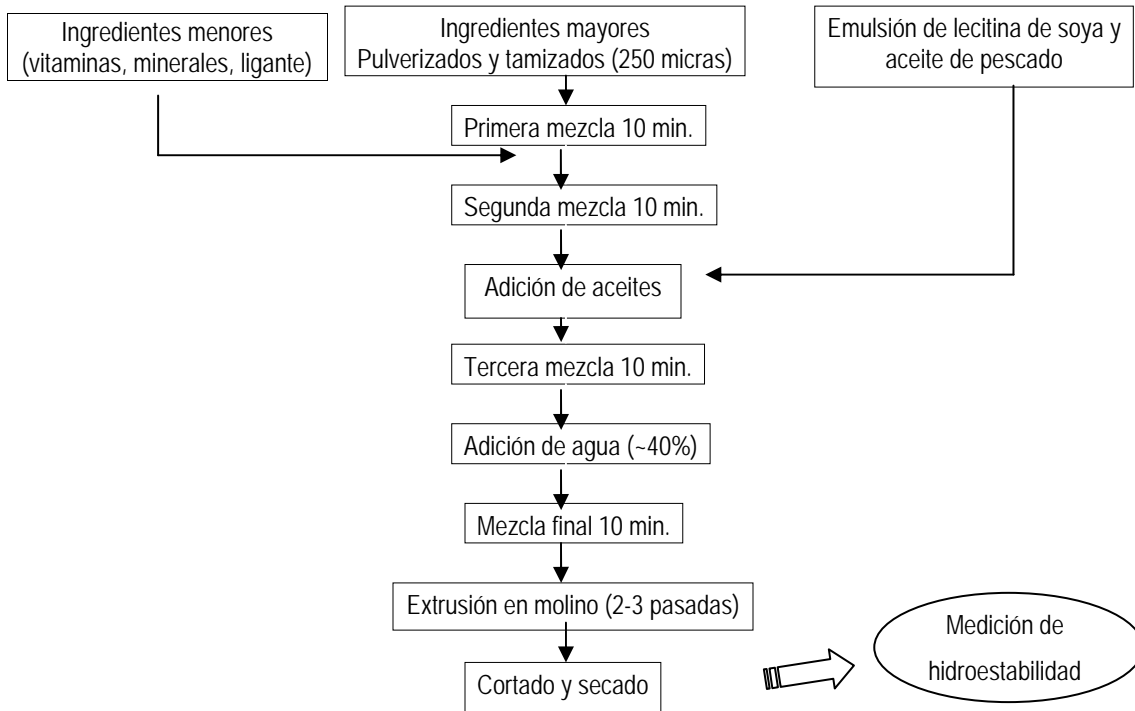 Ingredientes menores
(vitaminas, minerales, ligante)
Ingredientes mayores
Pulverizados y tamizados (250 micras)
Emulsión de lecitina de soya y
aceite de pescado
Primera mezcla 10 min.
Segunda mezcla 10 min.
Adición de aceites
Tercera mezcla 10 min.
Adición de agua (~40%)
Mezcla final 10 min.
Extrusión en molino (2-3 pasadas)
Cortado y secado
Medición de
hidroestabilidad